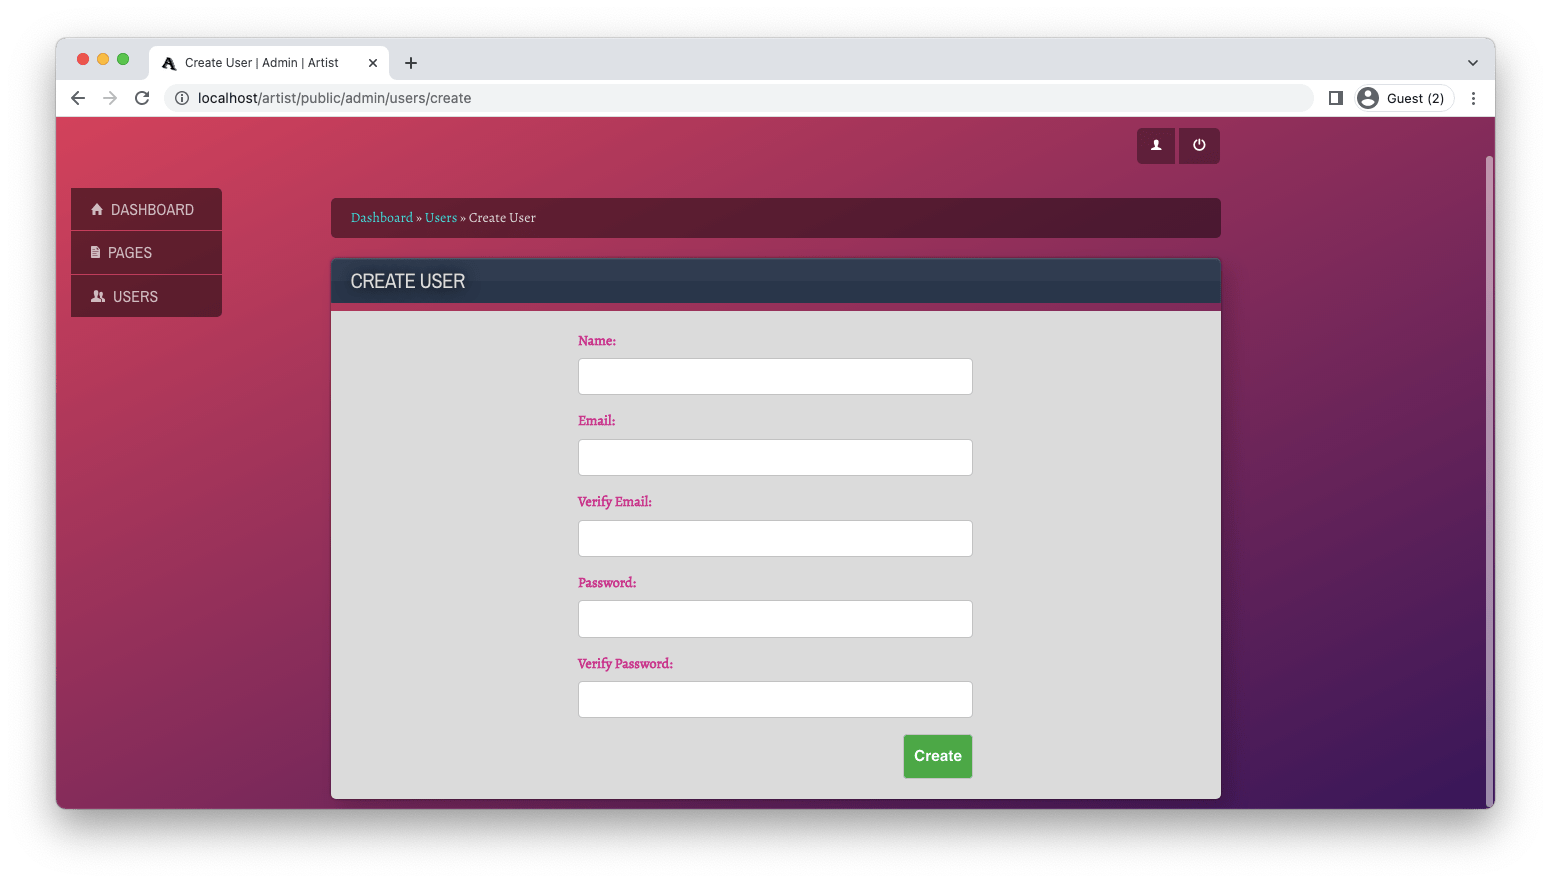 Create User | Admin | Artist
localhost/artist/public/admin/users/create
Guest (2)
DASHBOARD
PAGES
USERS
Dashboard » Users » Create User
CREATE USER
Name:
Email:
Verify Email:
Password:
Verify Password:
Create